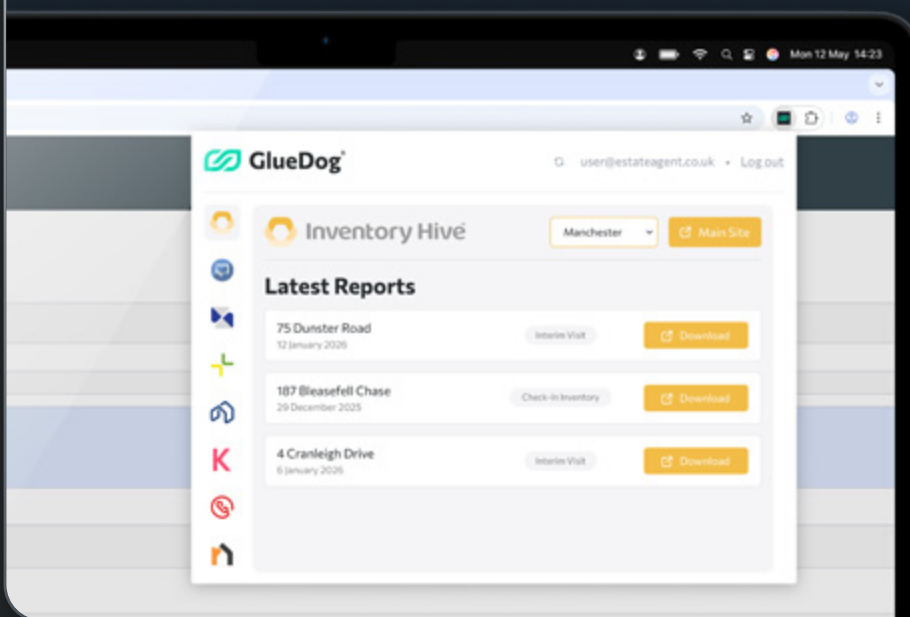 Mon 12 May 14:23
GlueDog
user@estateagent.co.uk • Log out
Inventory Hive
Manchester
Main Site
Latest Reports
75 Dunster Road
12 January 2026
Interim Visit
Download
187 Bleasefell Chase
29 December 2025
Check-In Inventory
Download
4 Cranleigh Drive
6 January 2026
Interim Visit
Download